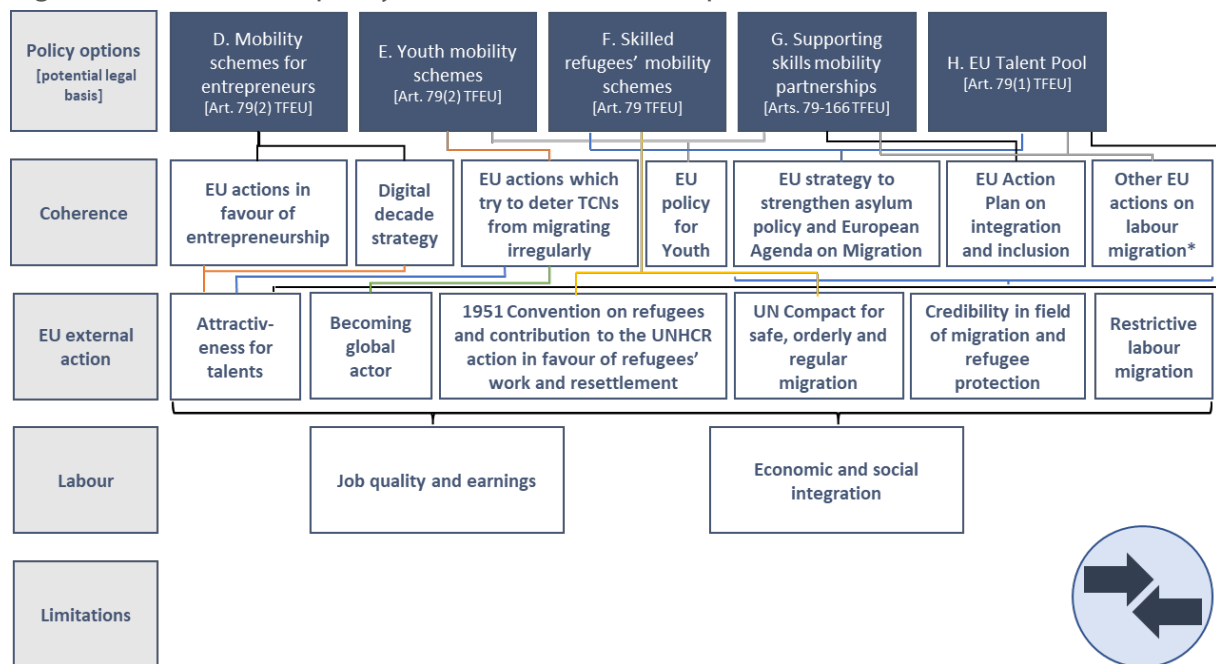 Policy options
[potential legal
basis]
D. Mobility
schemes for
entrepreneurs
[Art. 79(2) TFEU]
E. Youth mobility
schemes
[Art. 79(2) TFEU]
F. Skilled
refugees' mobility
schemes
[Art. 79 TFEU]
G. Supporting
skills mobility
partnerships
[Arts. 79-166 TFEU]
H. EU Talent Pool
[Art. 79(1) TFEU]
Coherence
EU actions in
favour of
entrepreneurship
Digital
decade
strategy
EU actions which
try to deter TCNs
from migrating
irregularly
EU
policy
for
Youth
EU strategy to
strengthen asylum
policy and European
Agenda on Migration
EU Action
Plan on
integration
and inclusion
Other EU
actions on
labour
migration*
EU external
action
Attractiv-
eness for
talents
Becoming
global
actor
1951 Convention on refugees
and contribution to the UNHCR
action in favour of refugees'
work and resettlement
UN Compact for
safe, orderly and
regular
migration
Credibility in field
of migration and
refugee
protection
Restrictive
labour
migration
Labour
Job quality and earnings
Economic and social
integration
Limitations